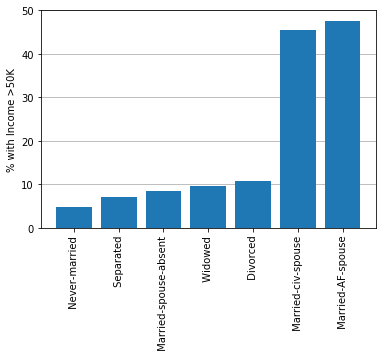 % with Income >50K
50
40
30
20
10
0
Never-married
Separated
Married-spouse-absent
Widowed
Divorced
Married-civ-spouse
Married-AF-spouse